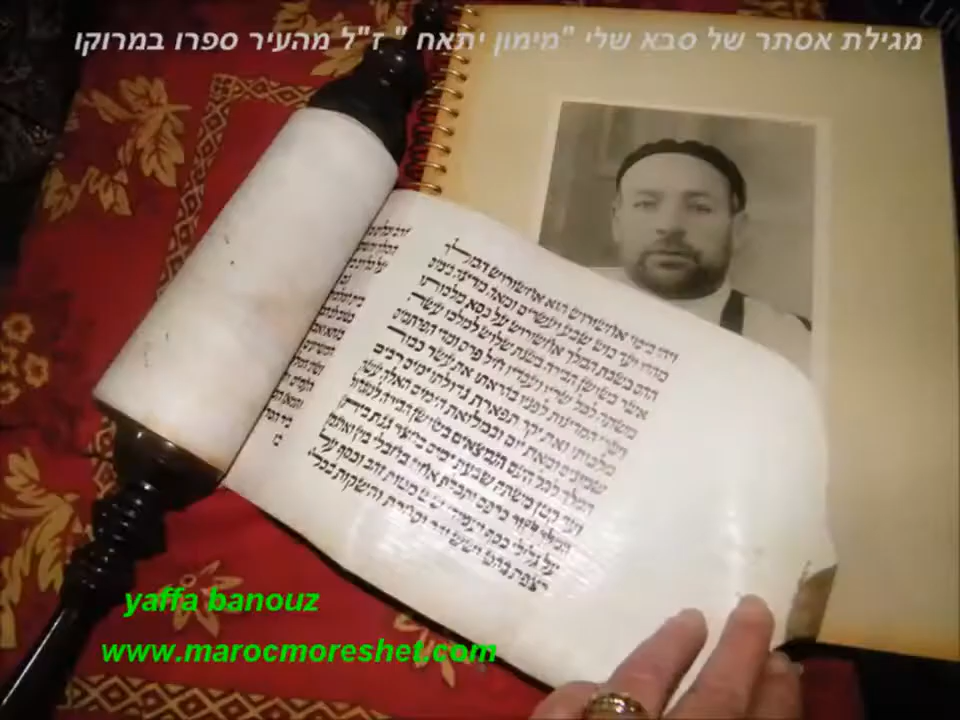 מגילת אסתר של סבא שלי "מימון יתאח " ז"ל מהעיר ספרו במרוקו
ויהי בימי אחשורוש הוא אחשורוש המולך
מהדו ועד כוש שבע ועשרים ומאה מדינה בימים
ההם כשבת המלך אחשורוש על כסא מלכותו
אשר בשושן הבירה בשנת שלוש למלכו עשה
משתה לכל שריו ועבדיו חיל פרס ומדי הפרתמים
ושרי המדינות לפניו בהראתו את עשר כבוד
מלכותו ואת יקר תפארת גדולתו ימים רבים
שמונים ומאת יום ובמלואת הימים האלה עשה
המלך לכל העם הנמצאים בשושן הבירה למגדול
ועד קטן משתה שבעת ימים בחצר גנת ביתן
המלך חור כרפס ותכלת אחוז בחבלי בוץ וארגמן
על גלילי כסף ועמודי שש מטות זהב וכסף על
רצפת בהט ושש ודר וסחרת והשקות בכלי
yaffa banouz
www.marocmoreshet.com